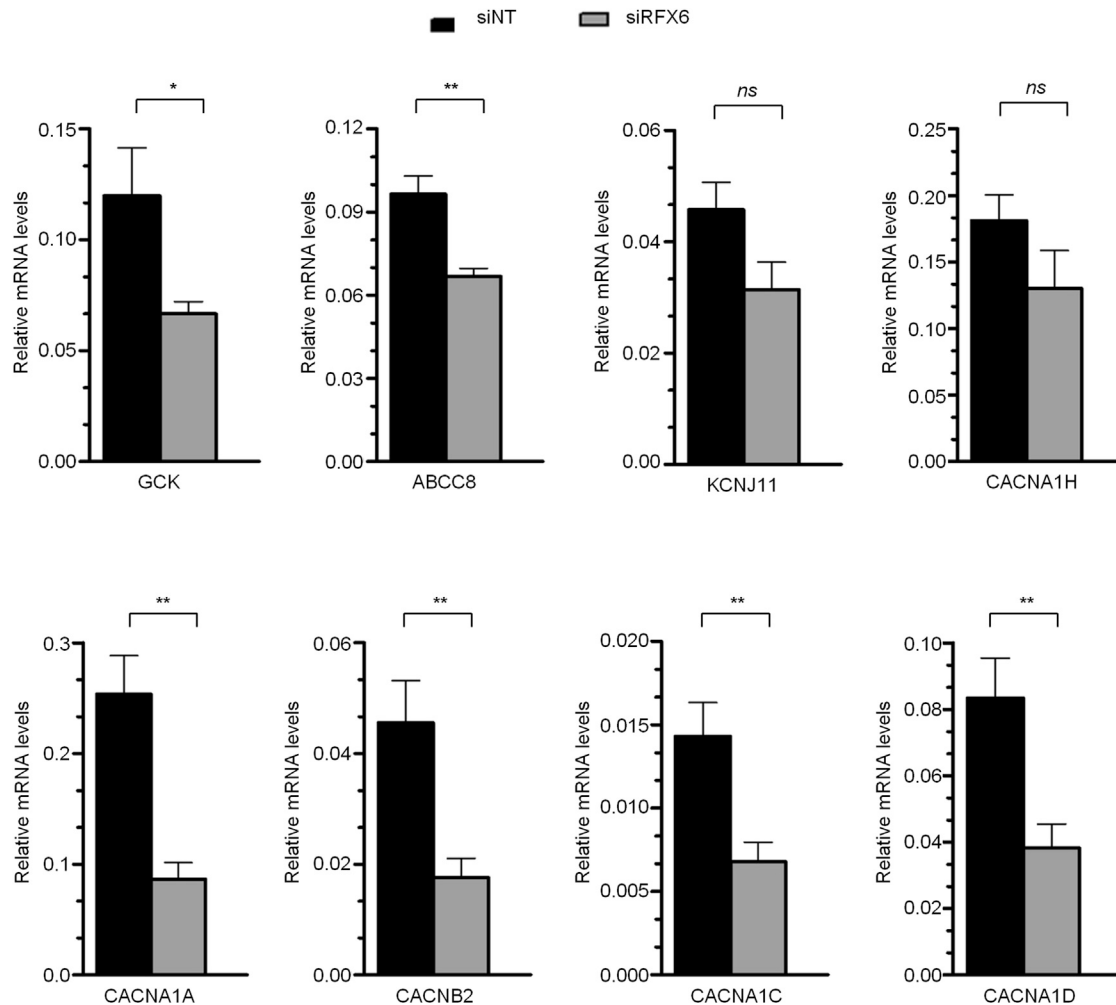 siNT siRFX6
* ** ns ns
Relative mRNA levels
0.15
0.10
0.05
0.00
GCK
Relative mRNA levels
0.12
0.09
0.06
0.03
0.00
ABCC8
Relative mRNA levels
0.06
0.04
0.02
0.00
KCNJ11
Relative mRNA levels
0.25
0.20
0.15
0.10
0.05
0.00
CACNA1H
** ** ** **
Relative mRNA levels
0.3
0.2
0.1
0.0
CACNA1A
Relative mRNA levels
0.06
0.04
0.02
0.00
CACNB2
Relative mRNA levels
0.020
0.015
0.010
0.005
0.000
CACNA1C
Relative mRNA levels
0.10
0.08
0.06
0.04
0.02
0.00
CACNA1D